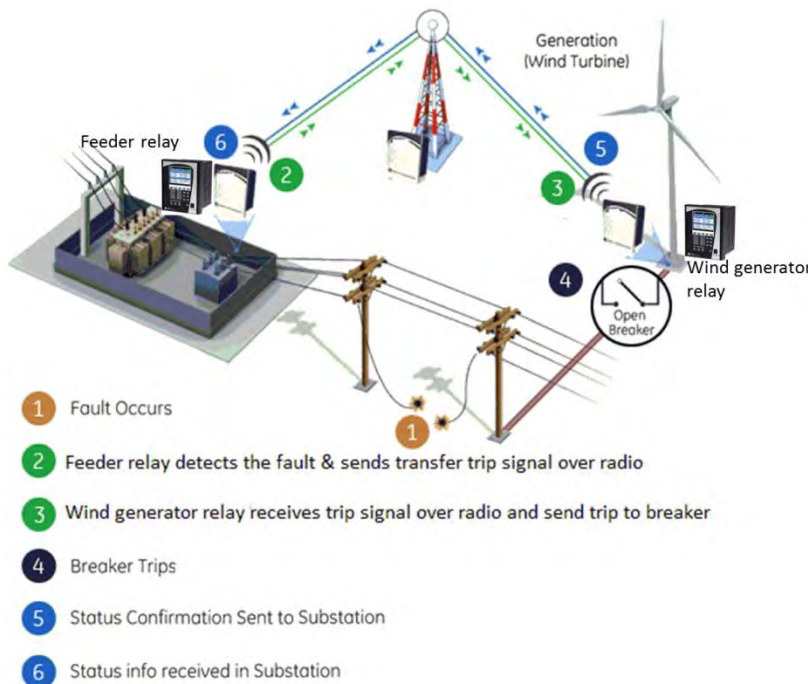 Generation
(Wind Turbine)
Feeder relay
6
2
5
3
4
Wind generator
relay
Open
Breaker
1
1 Fault Occurs
2 Feeder relay detects the fault & sends transfer trip signal over radio
3 Wind generator relay receives trip signal over radio and send trip to breaker
4 Breaker Trips
5 Status Confirmation Sent to Substation
6 Status info received in Substation